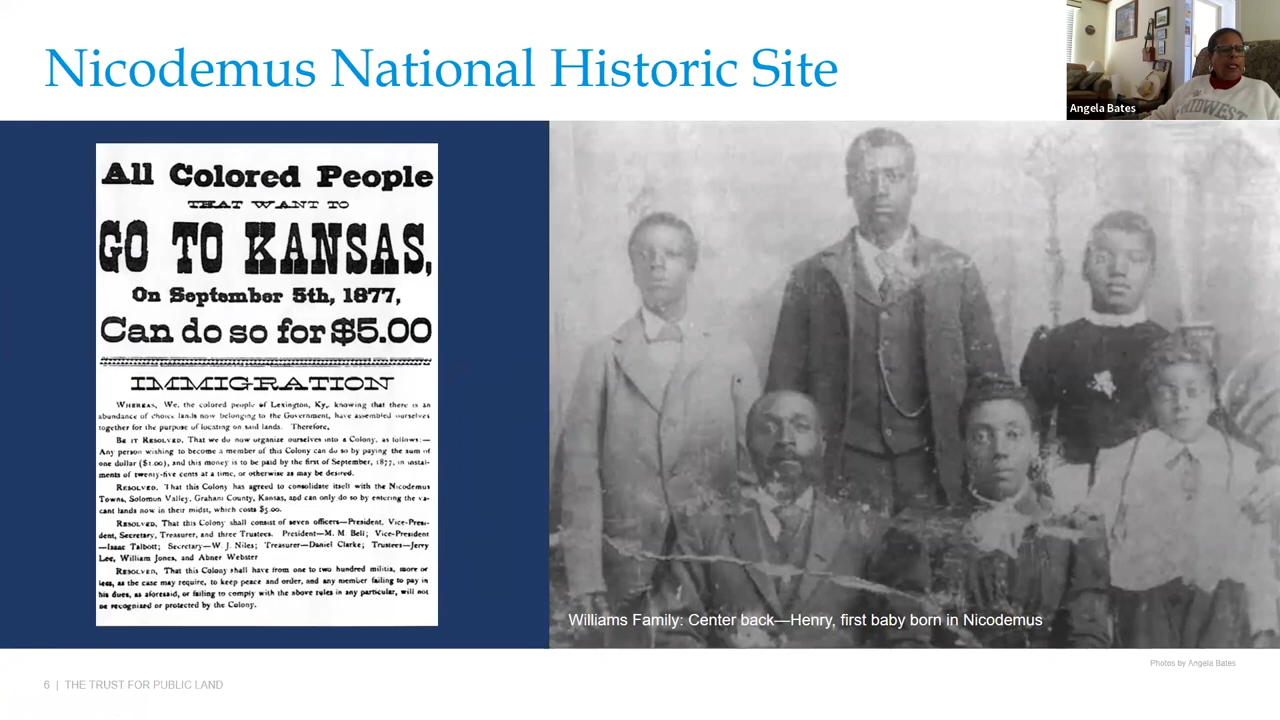 Nicodemus National Historic Site
Angela Bates
MIDWEST
All Colored People
THAT WANT TO
GO TO KANSAS,
On September 5th, 1877,
Can do so for $5.00
IMMIGRATION
WHEREAS, We, the colored people of Lexington, Ky., knowing that there is an
abundance of choice lands now belonging to the Government, have assembled ourselves
together for the purpose of locating on said lands. Therefore,
BE IT RESOLVED, That we do now organize ourselves into a Colony, as follows:—
Any person wishing to become a member of this Colony can do so by paying the sum of
one dollar ($1.00), and this money is to be paid by the first of September, 1877, in instal-
ments of twenty-five cents at a time, or otherwise as may be desired.
RESOLVED, That this Colony has agreed to consolidate itself with the Nicodemus
Towns, Solomon Valley, Graham County, Kansas, and can only do so by entering the va-
cant lands now in their midst, which costs $5.00.
RESOLVED, That this Colony shall consist of seven officers—President, Vice-Presi-
dent, Secretary, Treasurer, and three Trustees. President—M. M. Bell; Vice-President
—Isaac Talbott; Secretary—W. J. Niles; Treasurer—Daniel Clarke; Trustees—Jerry
Lee, William Jones, and Abner Webster
RESOLVED, That this Colony shall have from one to two hundred militia, more or
less, as the case may require, to keep peace and order, and any member failing to pay in
his dues, as aforesaid, or failing to comply with the above rules in any particular, will not
be recognized or protected by the Colony.
Williams Family: Center back—Henry, first baby born in Nicodemus
Photos by Angela Bates
6 | THE TRUST FOR PUBLIC LAND